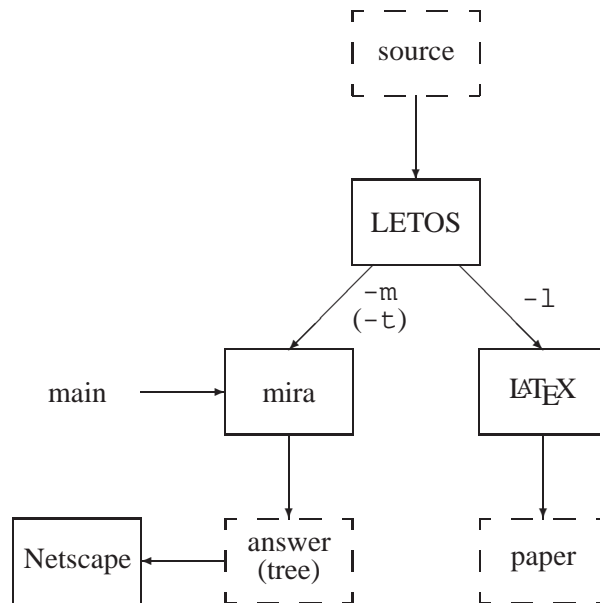 source
LETOS
-m
(-t)
-l
main
mira
LATEX
Netscape
answer
(tree)
paper